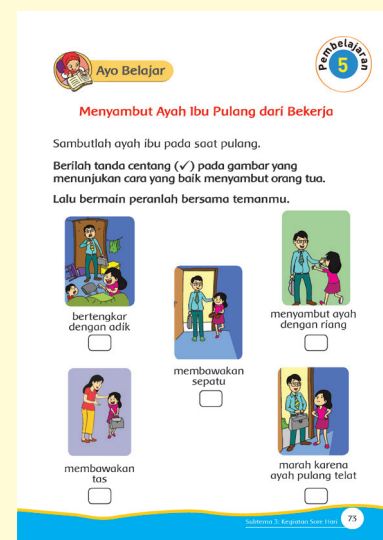 Ayo Belajar
Pembelajaran
5
Menyambut Ayah Ibu Pulang dari Bekerja
Sambutlah ayah ibu pada saat pulang.
Berilah tanda centang (✓) pada gambar yang
menunjukan cara yang baik menyambut orang tua.
Lalu bermain peranlah bersama temanmu.
bertengkar
dengan adik
membawakan
sepatu
menyambut ayah
dengan riang
membawakan
tas
marah karena
ayah pulang telat
Subtema 3: Kegiatan Sore Hari
73